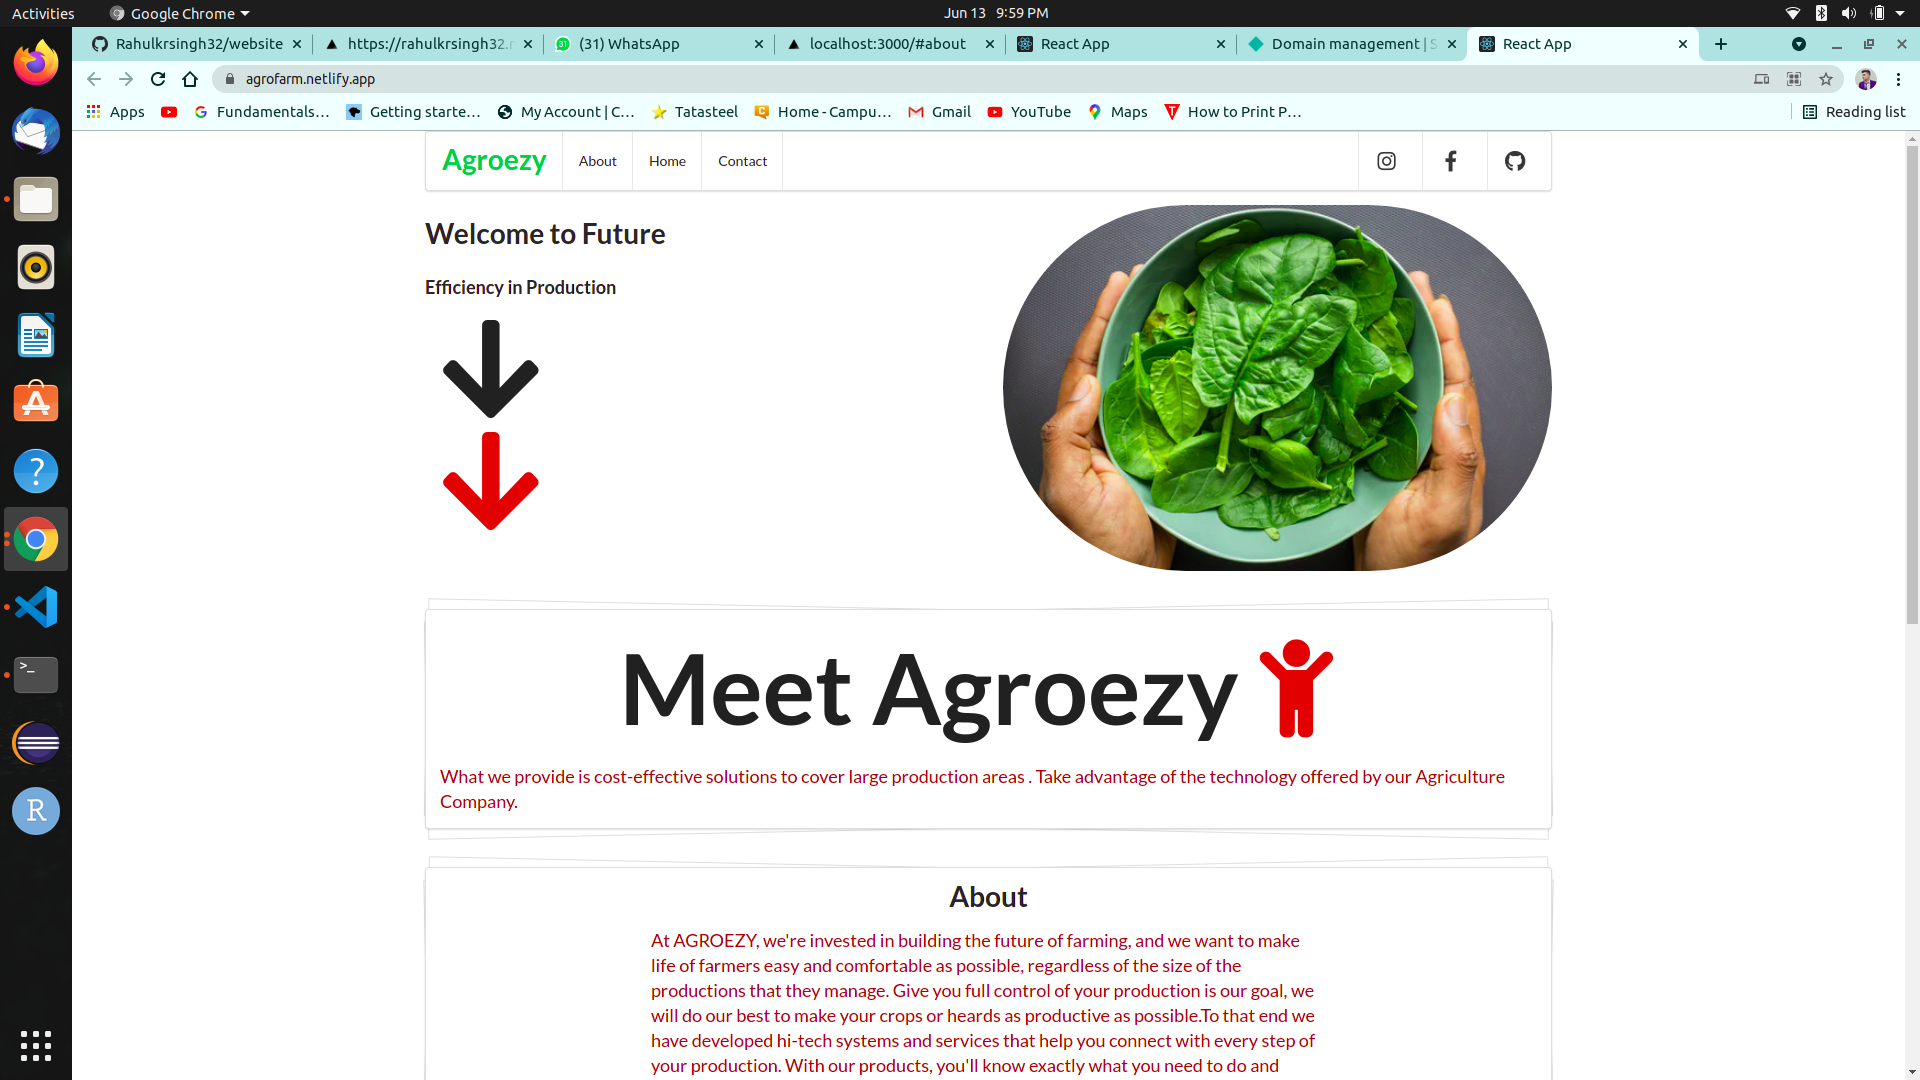 Activities
Google Chrome
Jun 13 9:59 PM
Rahulkrsingh32/website
https://rahulkrsingh32.r
(31) WhatsApp
localhost:3000/#about
React App
Domain management | S
React App
agrofarm.netlify.app
Apps
Fundamentals...
Getting starte...
My Account | C...
Tatasteel
Home - Campu...
Gmail
YouTube
Maps
How to Print P...
Reading list
Agroezy
About
Home
Contact
Welcome to Future
Efficiency in Production
Meet Agroezy
What we provide is cost-effective solutions to cover large production areas . Take advantage of the technology offered by our Agriculture
Company.
About
At AGROEZY, we're invested in building the future of farming, and we want to make
life of farmers easy and comfortable as possible, regardless of the size of the
productions that they manage. Give you full control of your production is our goal, we
will do our best to make your crops or heards as productive as possible.To that end we
have developed hi-tech systems and services that help you connect with every step of
your production. With our products, you'll know exactly what you need to do and